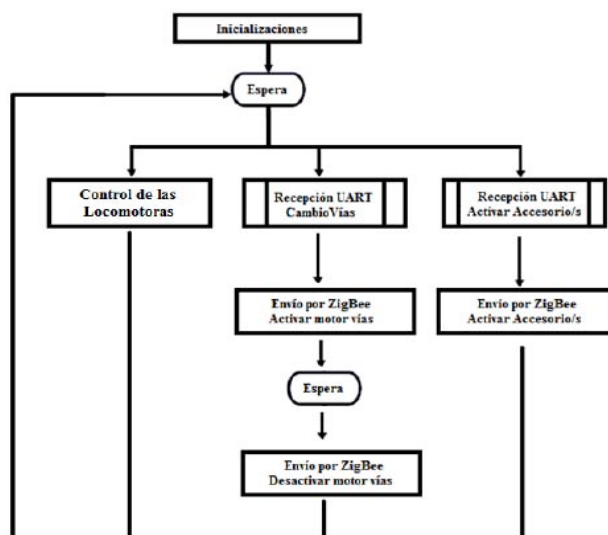 Inicializaciones
Espera
Control de las
Locomotoras
Recepción UART
CambioVías
Recepción UART
Activar Accesorio/s
Envío por ZigBee
Activar motor vías
Envío por ZigBee
Activar Accesorio/s
Espera
Envío por ZigBee
Desactivar motor vías